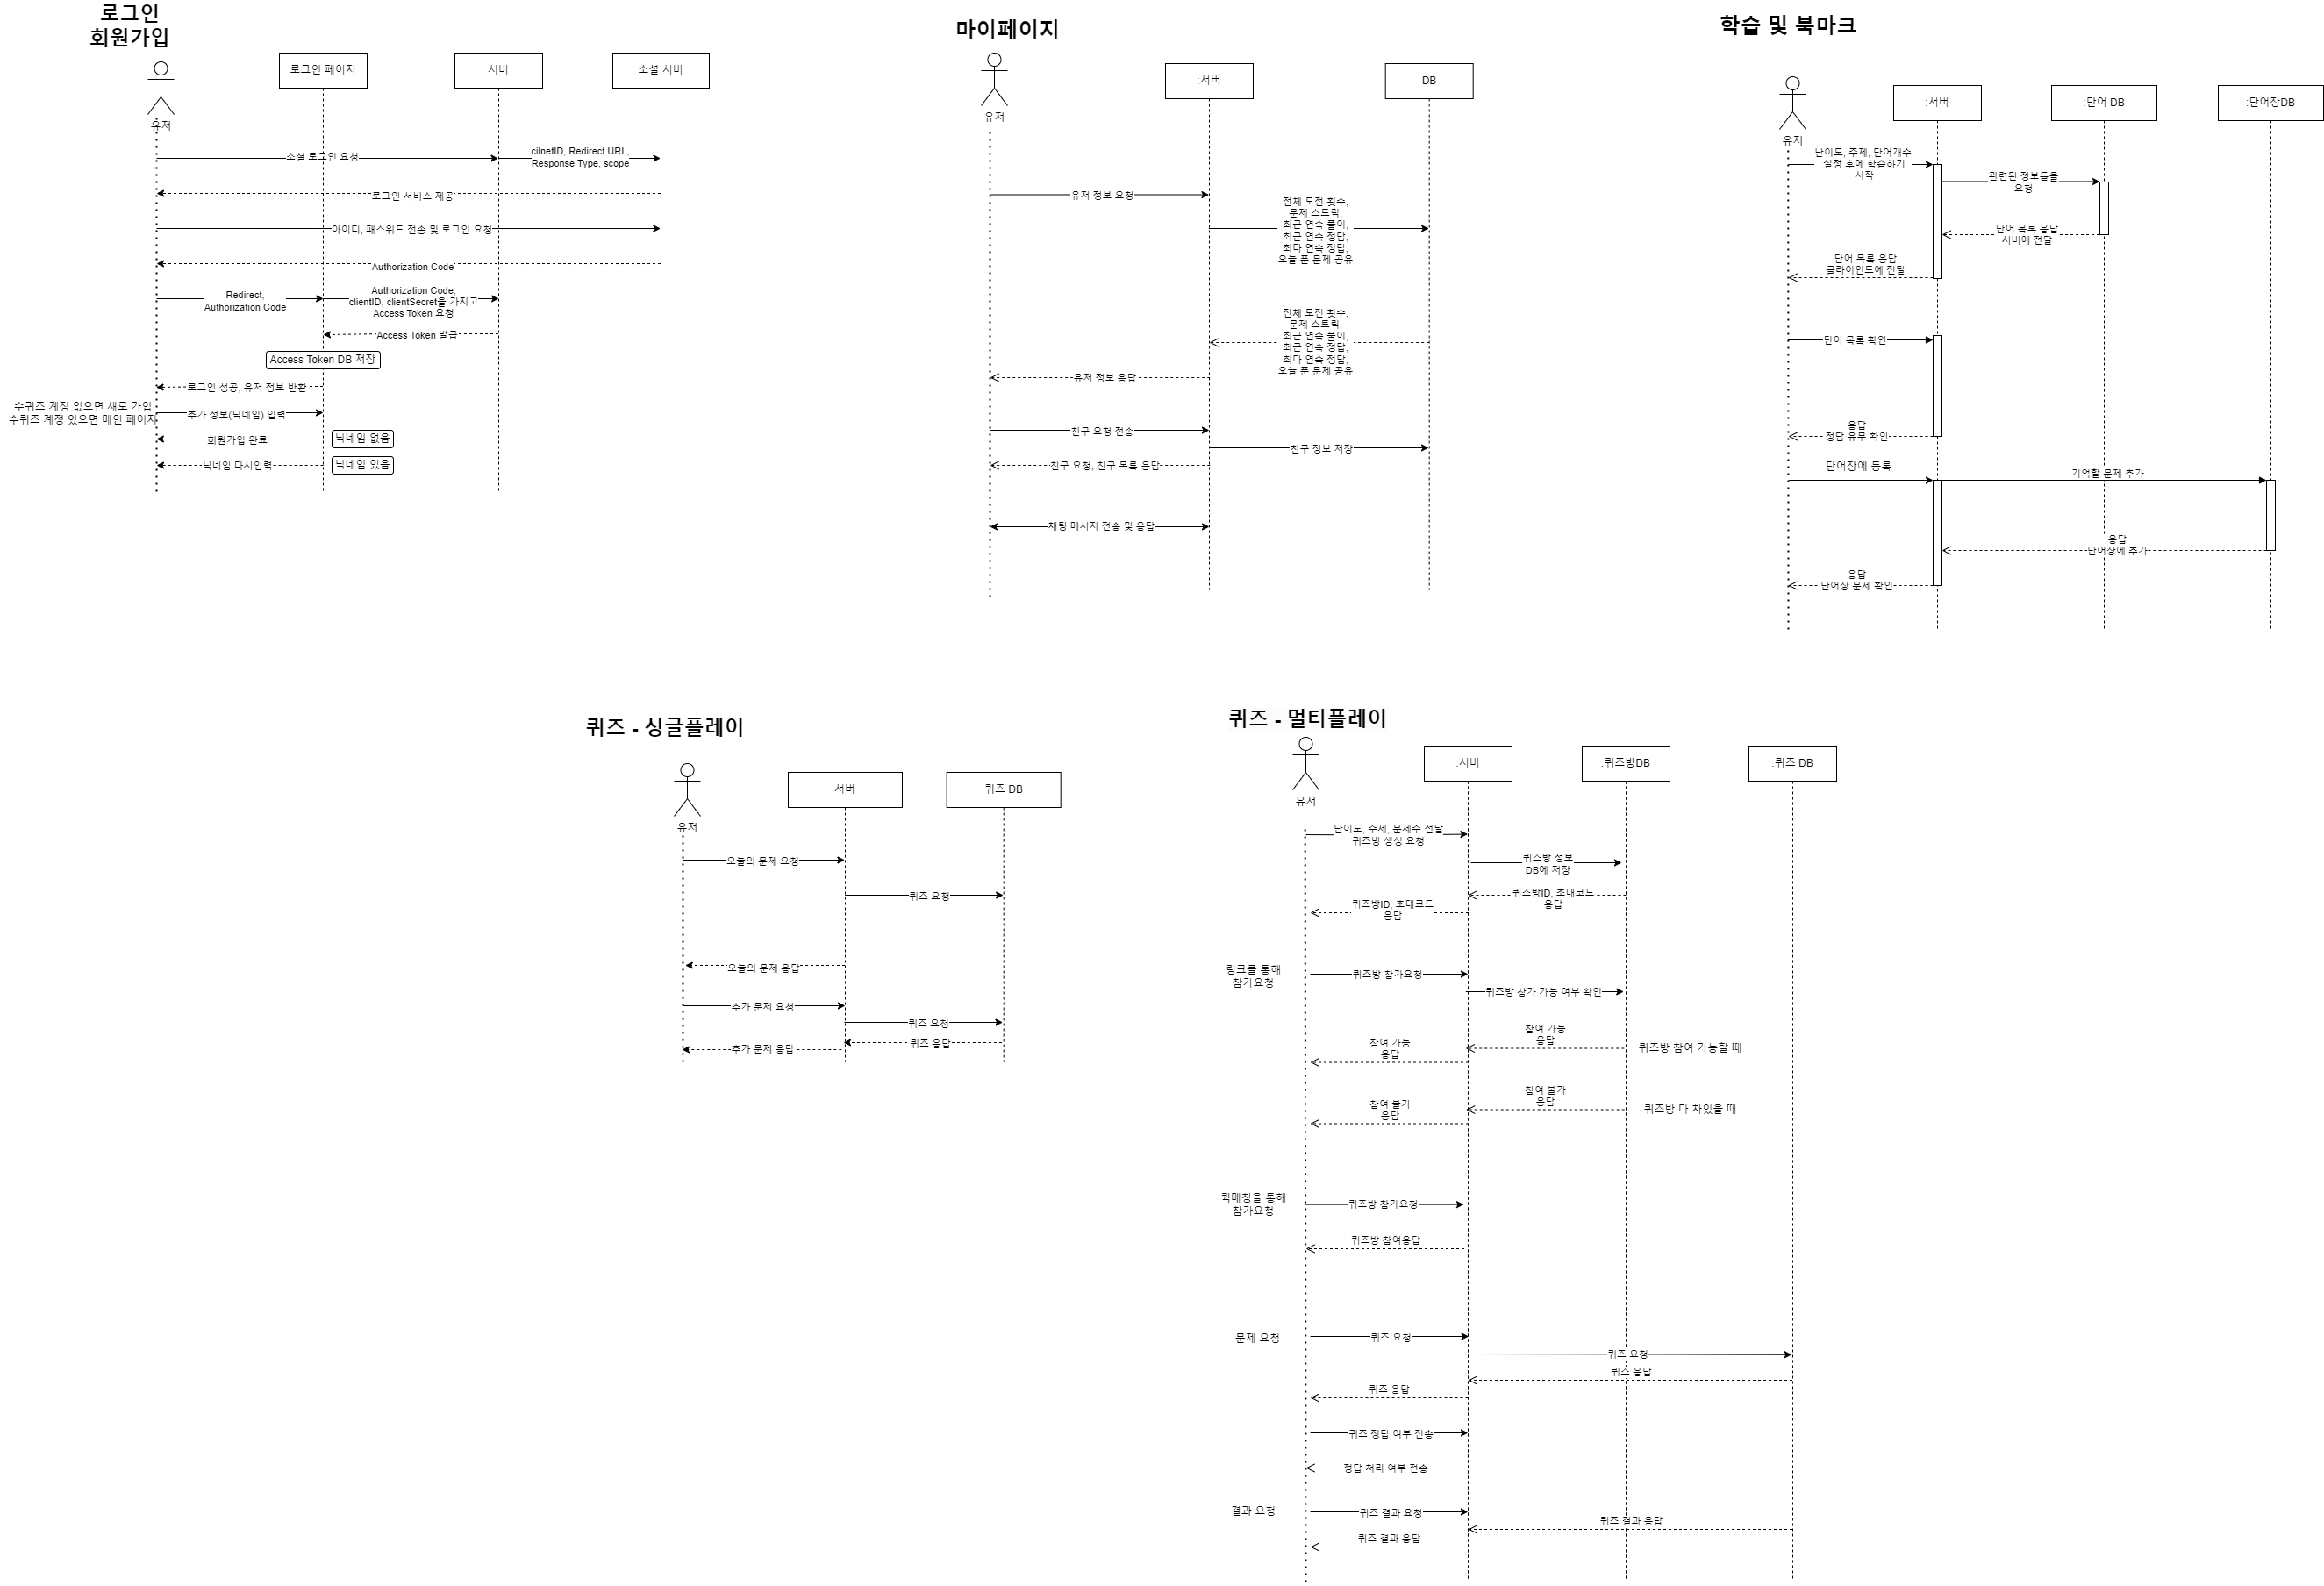 로그인
회원가입
유저
로그인 페이지
서버
소셜 서버
소셜 로그인 요청
cilnetID, Redirect URL,
Response Type, scope
로그인 서비스 제공
아이디, 패스워드 전송 및 로그인 요청
Authorization Code
Redirect,
Authorization Code
Authorization Code,
clientID, clientSecret을 가지고
Access Token 요청
Access Token 발급
Access Token DB 저장
로그인 성공, 유저 정보 반환
수퀴즈 계정 없으면 새로 가입
수퀴즈 계정 있으면 메인 페이지
추가 정보(닉네임) 입력
회원가입 완료
닉네임 없음
닉네임 다시입력
닉네임 있음
마이페이지
유저
:서버
DB
유저 정보 요청
전체 도전 횟수,
문제 스트릭,
최근 연속 풀이,
최근 연속 정답,
최다 연속 정답,
오늘 푼 문제 공유
전체 도전 횟수,
문제 스트릭,
최근 연속 풀이,
최근 연속 정답,
최다 연속 정답,
오늘 푼 문제 공유
유저 정보 응답
친구 요청 전송
친구 정보 저장
친구 요청, 친구 목록 응답
채팅 메시지 전송 및 응답
학습 및 북마크
유저
:서버
:단어 DB
:단어장DB
난이도, 주제, 단어개수
설정 후에 학습하기
시작
관련된 정보들을
요청
단어 목록 응답
서버에 전달
단어 목록 응답
클라이언트에 전달
단어 목록 확인
응답
정답 유무 확인
단어장에 등록
기억할 문제 추가
응답
단어장에 추가
응답
단어장 문제 확인
퀴즈 - 싱글플레이
유저
서버
퀴즈 DB
오늘의 문제 요청
퀴즈 요청
오늘의 문제 응답
추가 문제 요청
퀴즈 요청
퀴즈 응답
추가 문제 응답
퀴즈 - 멀티플레이
유저
:서버
:퀴즈방DB
:퀴즈 DB
난이도, 주제, 문제수 전달
퀴즈방 생성 요청
퀴즈방 정보
DB에 저장
퀴즈방ID, 초대코드
응답
퀴즈방ID, 초대코드
응답
링크를 통해
참가요청
퀴즈방 참가요청
퀴즈방 참가 가능 여부 확인
참여 가능
응답
퀴즈방 참여 가능할 때
참여 가능
응답
참여 불가
응답
퀴즈방 다 차있을 때
참여 불가
응답
퀵매칭을 통해
참가요청
퀴즈방 참가요청
퀴즈방 참여응답
문제 요청
퀴즈 요청
퀴즈 요청
퀴즈 응답
퀴즈 응답
퀴즈 정답 여부 전송
정답 처리 여부 전송
결과 요청
퀴즈 결과 요청
퀴즈 결과 응답
퀴즈 결과 응답